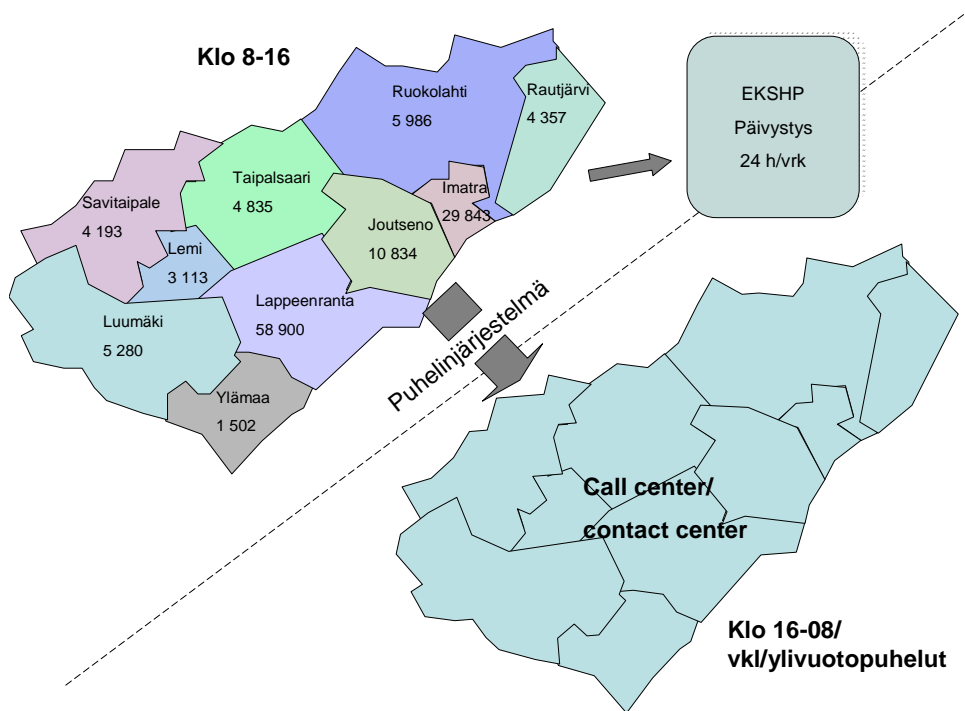 Klo 8-16
Ruokolahti
5 986
Rautjärvi
4 357
EKSHP
Päivystys
24 h/vrk
Taipalsaari
4 835
Imatra
29 843
Savitaipale
4 193
Joutseno
10 834
Lemi
3 113
Lappeenranta
58 900
Luumäki
5 280
Ylämaa
1 502
Puhelinjärjestelmä
Call center/
contact center
Klo 16-08/
vkl/ylivuotopuhelut